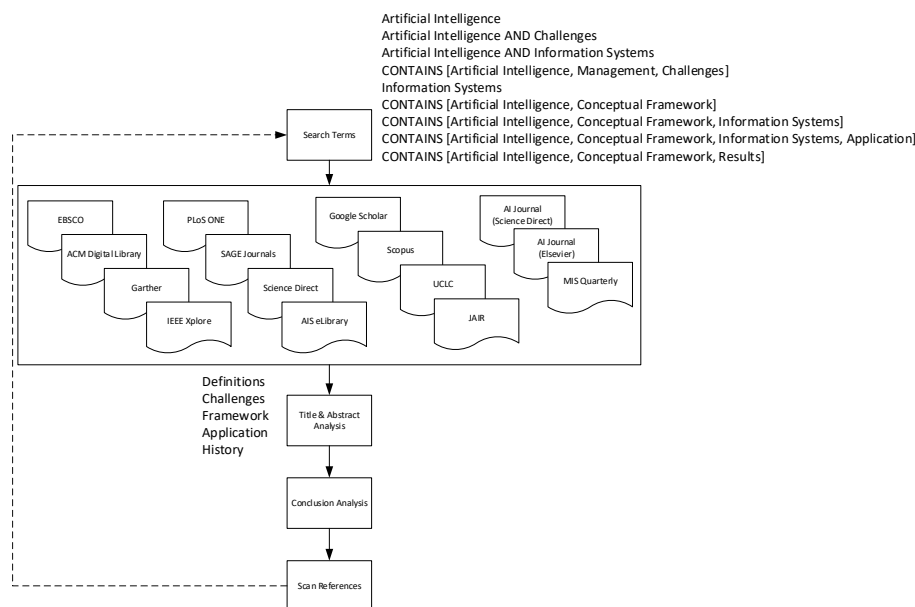 Artificial Intelligence
Artificial Intelligence AND Challenges
Artificial Intelligence AND Information Systems
CONTAINS [Artificial Intelligence, Management, Challenges]
Information Systems
CONTAINS [Artificial Intelligence, Conceptual Framework]
CONTAINS [Artificial Intelligence, Conceptual Framework, Information Systems]
CONTAINS [Artificial Intelligence, Conceptual Framework, Information Systems, Application]
CONTAINS [Artificial Intelligence, Conceptual Framework, Results]
Search Terms
EBSCO
ACM Digital Library
Garther
IEEE Xplore
PLoS ONE
SAGE Journals
Science Direct
AIS eLibrary
Google Scholar
Scopus
UCLC
JAIR
AI Journal
(Science Direct)
AI Journal
(Elsevier)
MIS Quarterly
Definitions
Challenges
Framework
Application
History
Title & Abstract
Analysis
Conclusion Analysis
Scan References